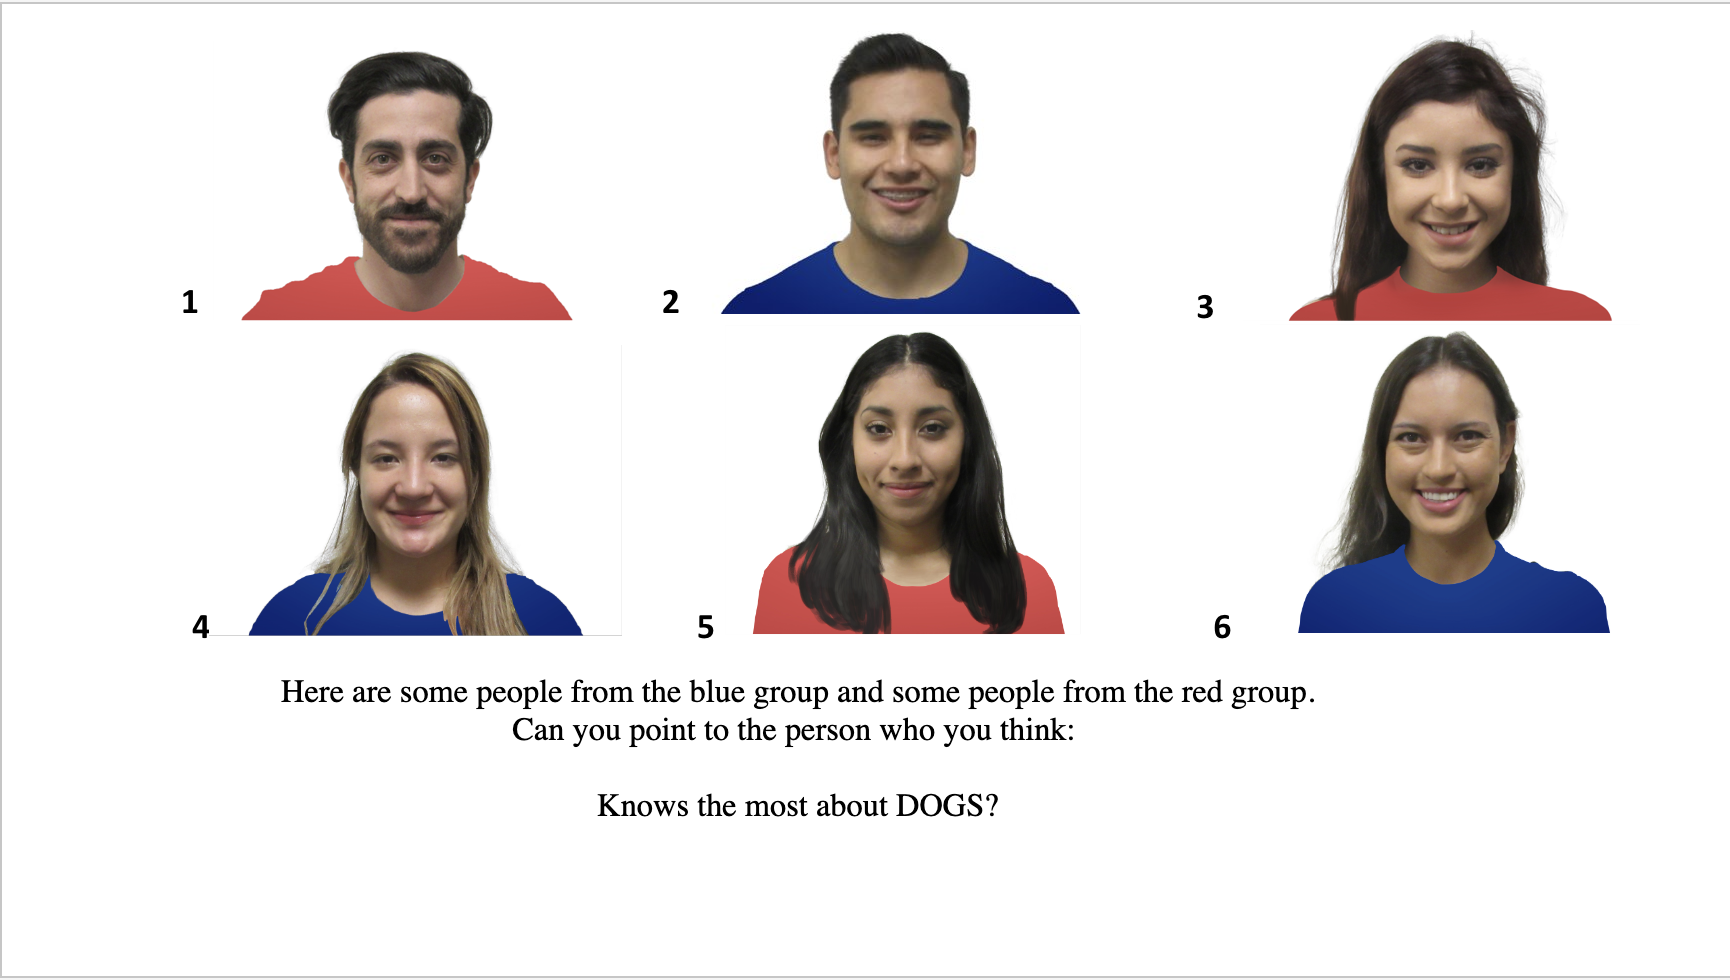 1
2
3
4
5
6
Here are some people from the blue group and some people from the red group.
Can you point to the person who you think:
Knows the most about DOGS?